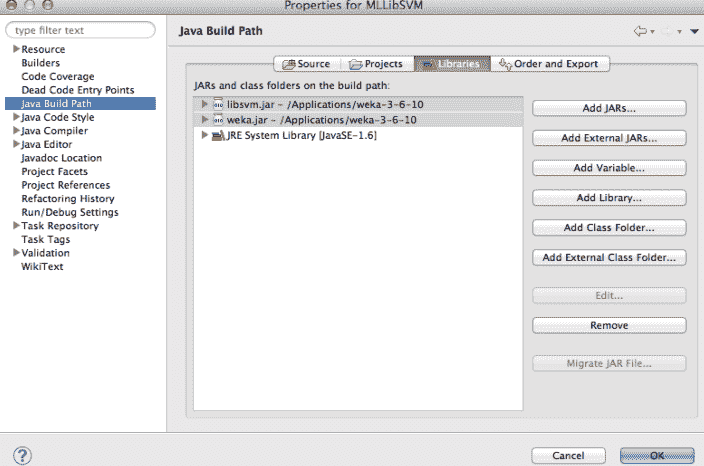 Properties for MLLibSVM
type filter text
Java Build Path
Resource
Builders
Code Coverage
Dead Code Entry Points
Java Build Path
Java Code Style
Java Compiler
Java Editor
Javadoc Location
Project Facets
Project References
Refactoring History
Run/Debug Settings
Task Repository
Task Tags
Validation
WikiText
Source
Projects
Libraries
Order and Export
JARs and class folders on the build path:
libsvm.jar - /Applications/weka-3-6-10
weka.jar - /Applications/weka-3-6-10
JRE System Library [JavaSE-1.6]
Add JARs...
Add External JARs...
Add Variable...
Add Library...
Add Class Folder...
Add External Class Folder...
Edit...
Remove
Migrate JAR File...
?
Cancel
OK